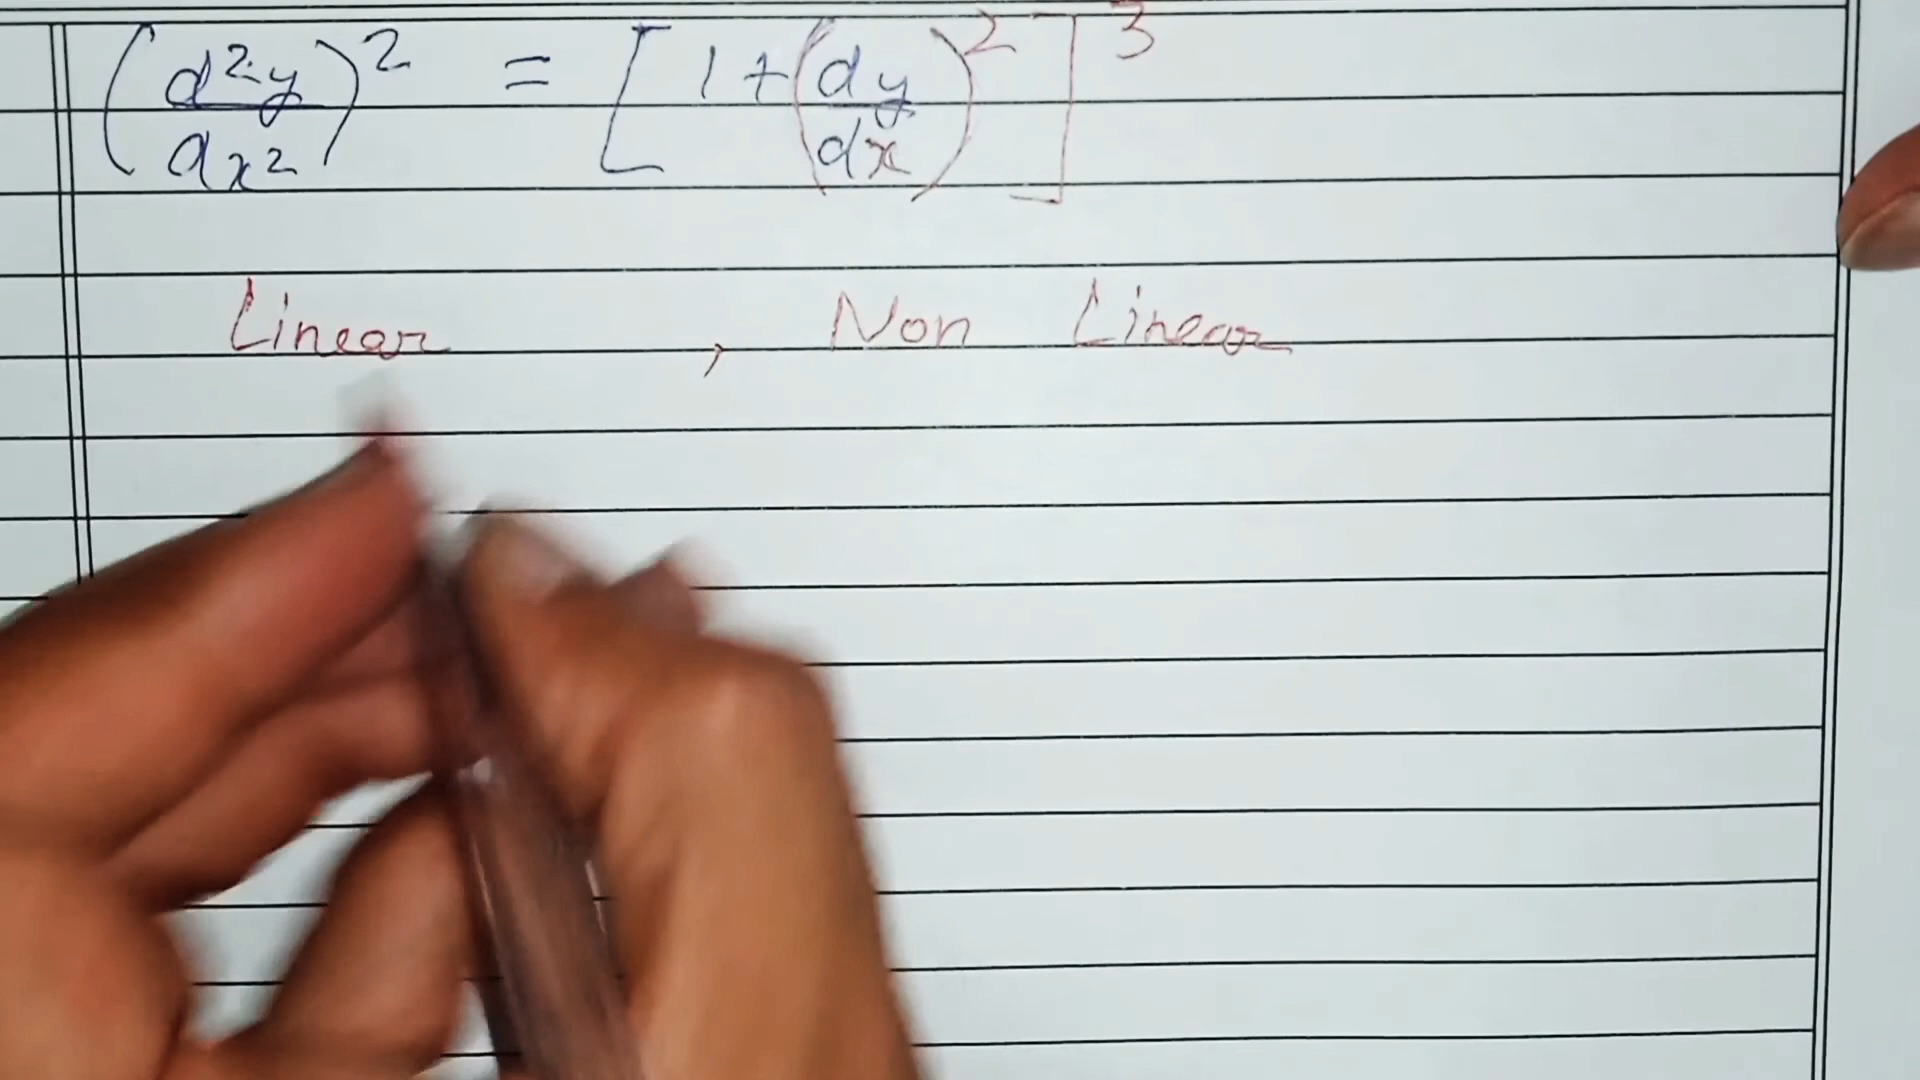 (d²y/dx²)² = [1+(dy/dx)²]³
Linear , Non Linear